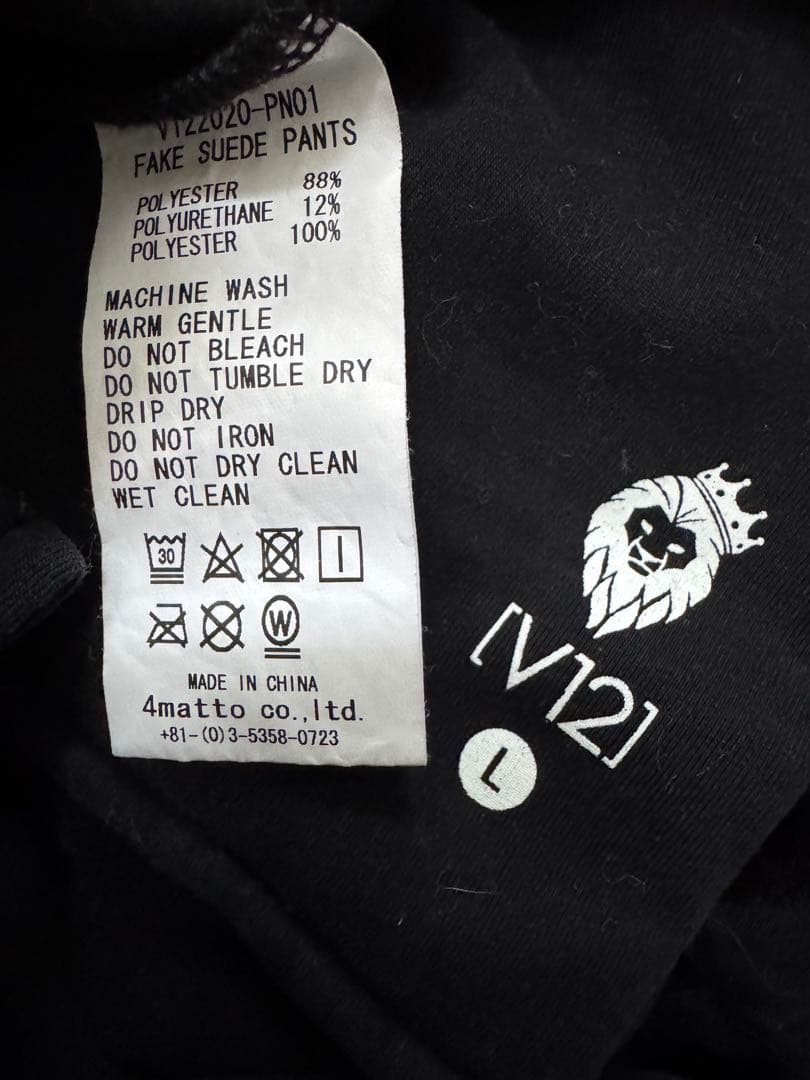 V122020-PN01
FAKE SUEDE PANTS
POLYESTER 88%
POLYURETHANE 12%
POLYESTER 100%
MACHINE WASH
WARM GENTLE
DO NOT BLEACH
DO NOT TUMBLE DRY
DRIP DRY
DO NOT IRON
DO NOT DRY CLEAN
WET CLEAN
30
W
MADE IN CHINA
4matto co.,ltd.
+81-(0)3-5358-0723
[V12]
L